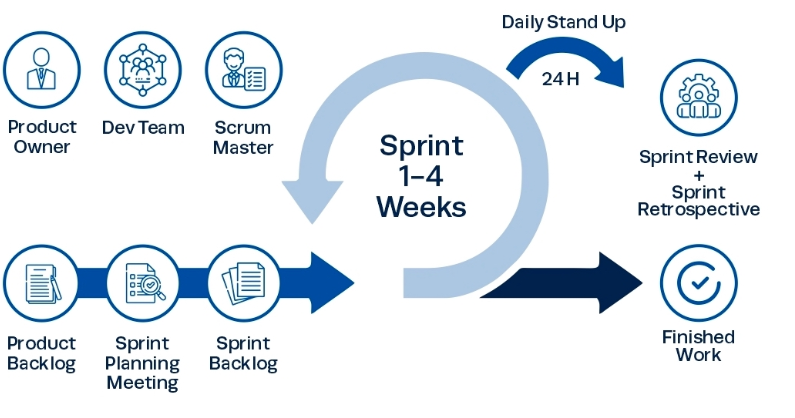 Daily Stand Up
24 H
Product
Owner
Dev Team
Scrum
Master
Sprint
1–4
Weeks
Sprint Review
+
Sprint
Retrospective
Product
Backlog
Sprint
Planning
Meeting
Sprint
Backlog
Finished
Work